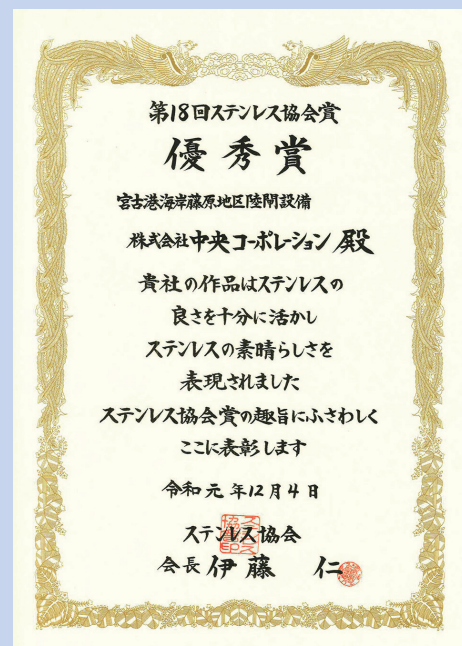 第18回ステンレス協会賞
優秀賞
宮古港海岸藤原地区陸閘設備
株式会社中央コーポレーション 殿
貴社の作品はステンレスの
良さを十分に活かし
ステンレスの素晴らしさを
表現されました
ステンレス協会賞の趣旨にふさわしく
ここに表彰します
令和元年12月4日
ステンレス協会
会長 伊藤 仁